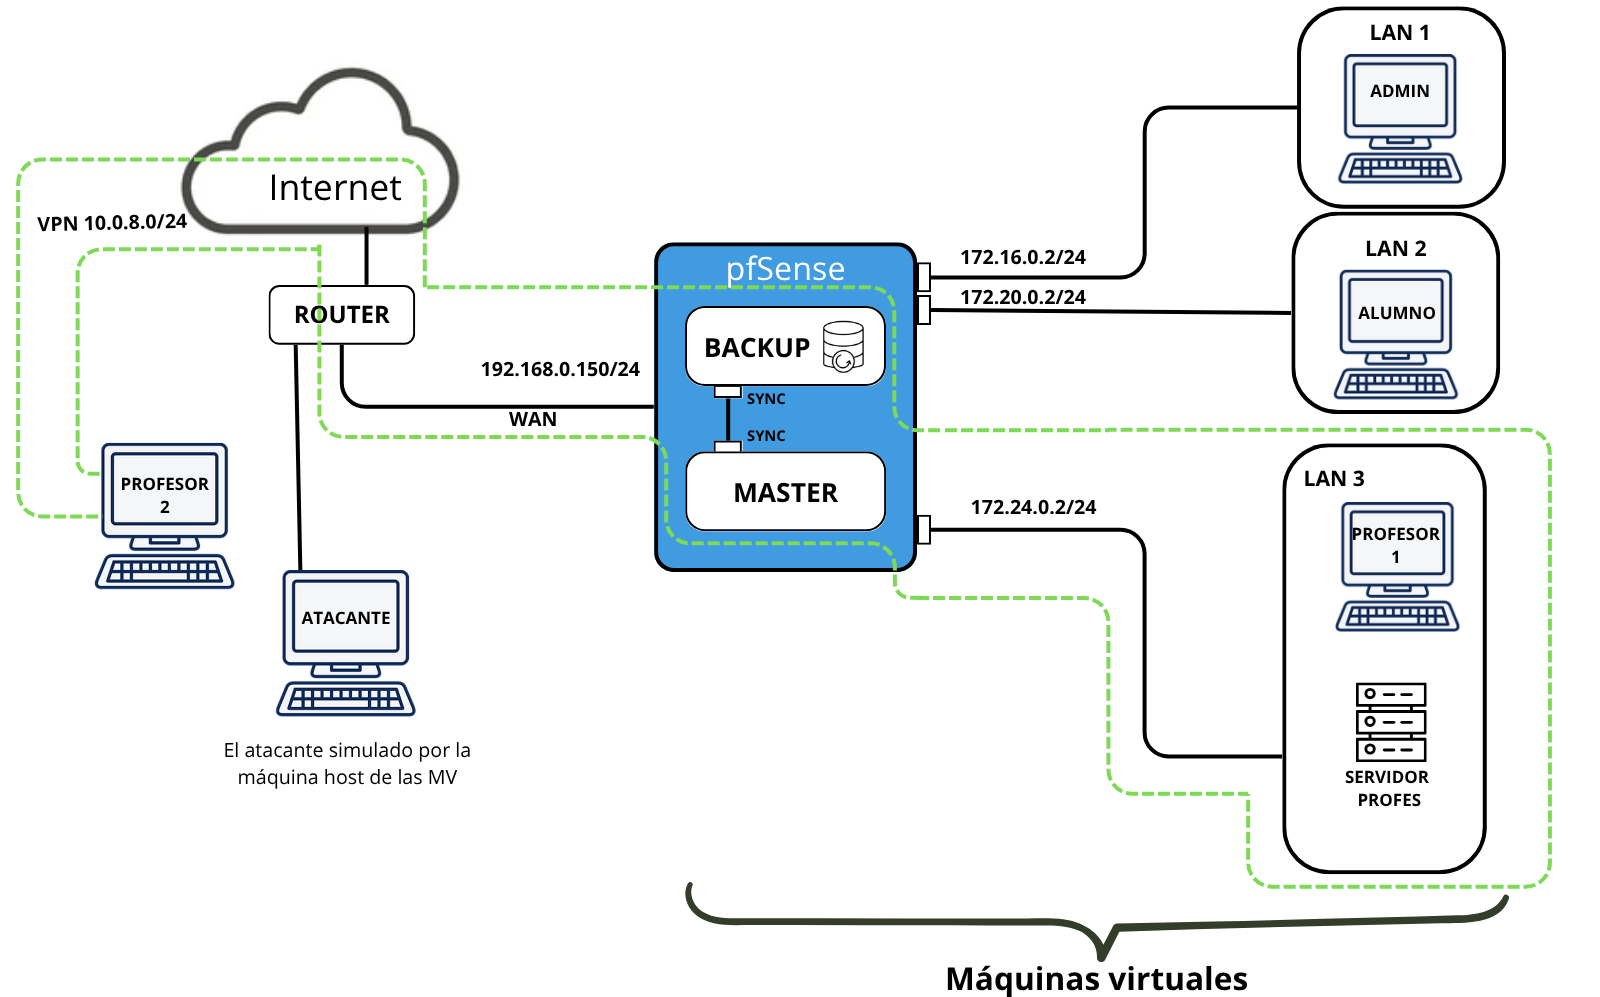 LAN 1
ADMIN
Internet
VPN 10.0.8.0/24
LAN 2
ALUMNO
pfSense
172.16.0.2/24
172.20.0.2/24
ROUTER
BACKUP
192.168.0.150/24
WAN
SYNC
SYNC
MASTER
LAN 3
PROFESOR
2
172.24.0.2/24
PROFESOR
1
ATACANTE
El atacante simulado por la
máquina host de las MV
SERVIDOR
PROFES
Máquinas virtuales